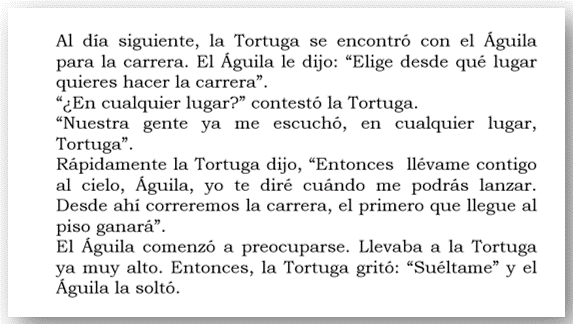 Al día siguiente, la Tortuga se encontró con el Águila
para la carrera. El Águila le dijo: “Elige desde qué lugar
quieres hacer la carrera”.
“¿En cualquier lugar?” contestó la Tortuga.
“Nuestra gente ya me escuchó, en cualquier lugar,
Tortuga”.
Rápidamente la Tortuga dijo, “Entonces llévame contigo
al cielo, Águila, yo te diré cuándo me podrás lanzar.
Desde ahí correremos la carrera, el primero que llegue al
piso ganará”.
El Águila comenzó a preocuparse. Llevaba a la Tortuga
ya muy alto. Entonces, la Tortuga gritó: “Suéltame” y el
Águila la soltó.